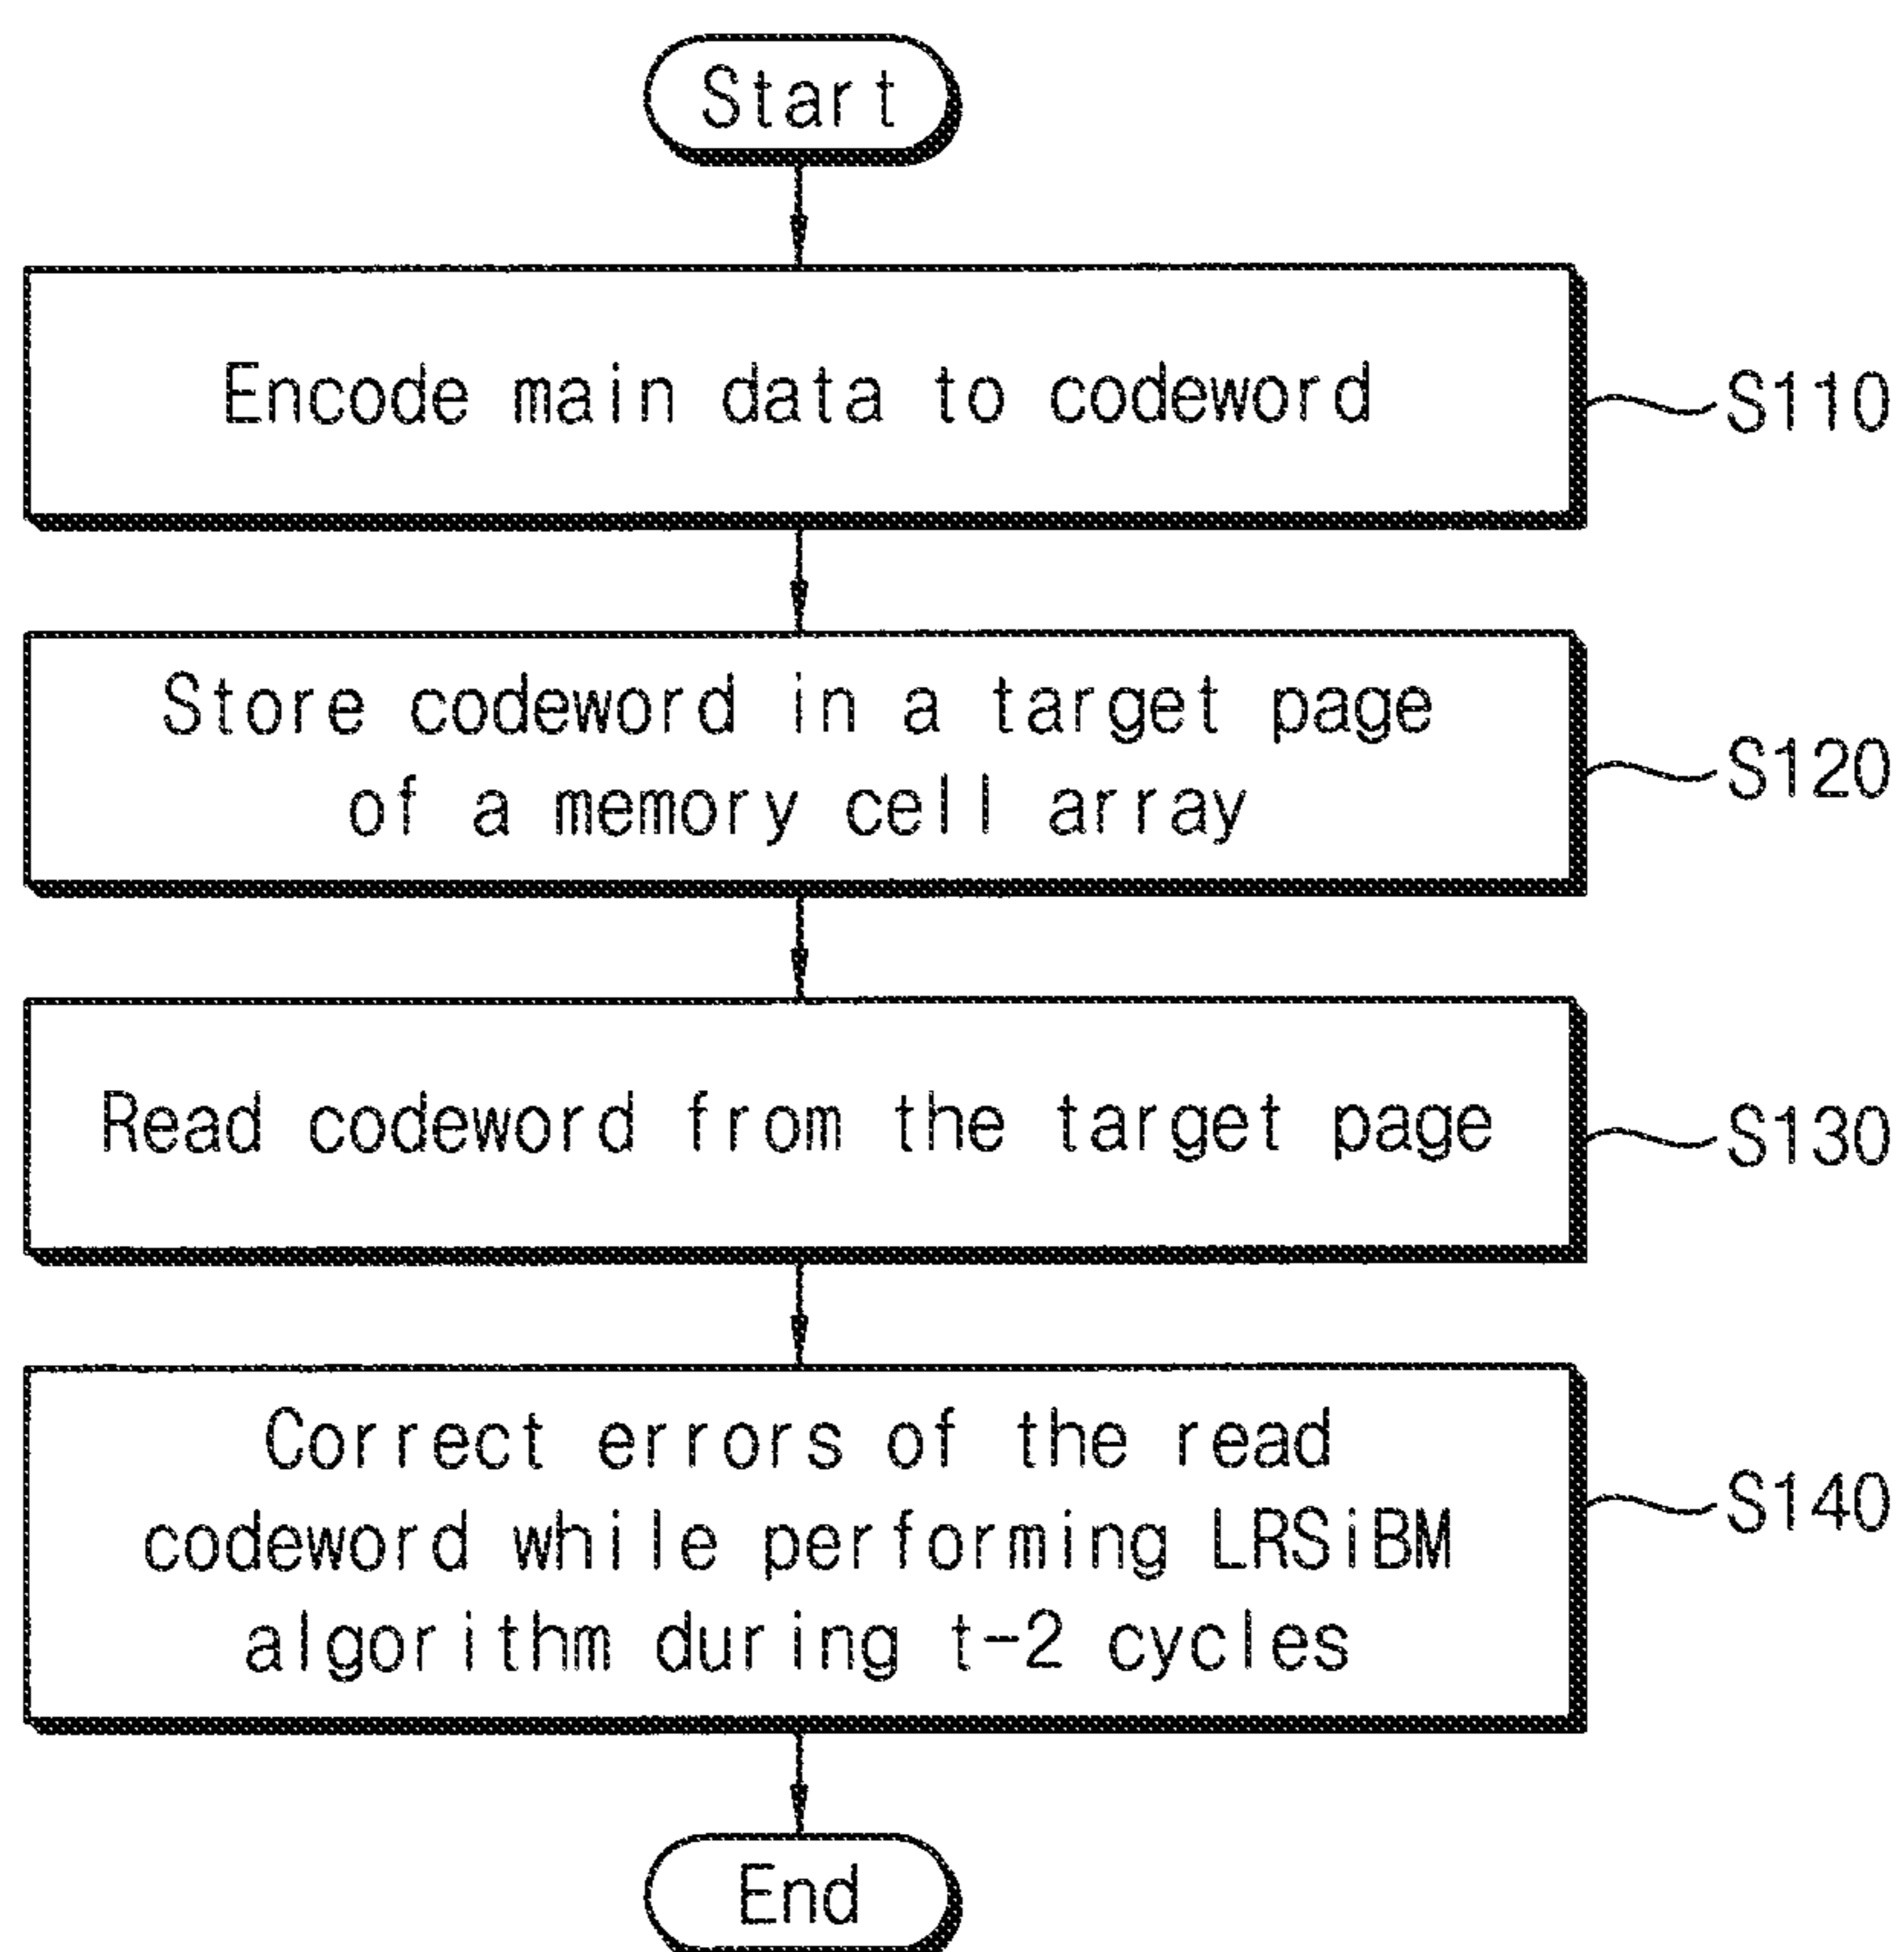 Start
Encode main data to codeword
S110
Store codeword in a target page
of a memory cell array
S120
Read codeword from the target page
S130
Correct errors of the read
codeword while performing LRSiBM
algorithm during t-2 cycles
S140
End